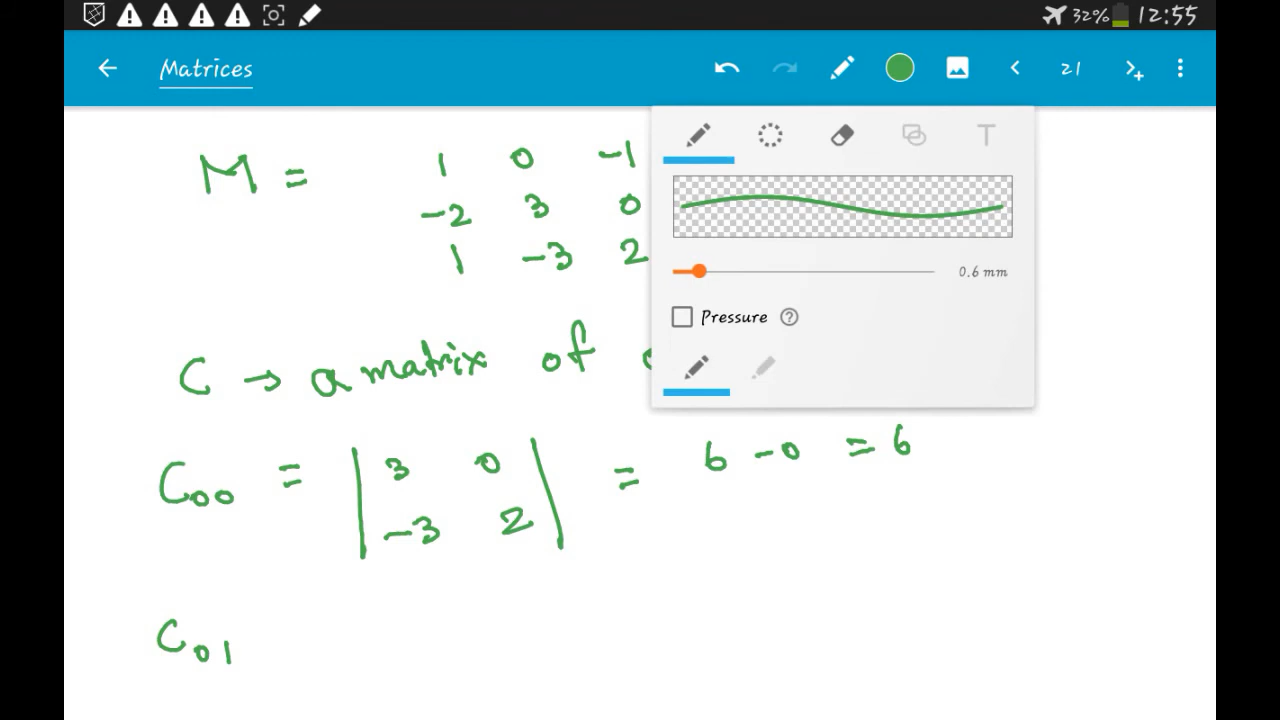 32% 12:55
Matrices 21
M = 1 0 -1
-2 3 0
1 -3 2
0.6 mm
Pressure ?
T
C → a matrix of
C00 = | 3 0 | = 6 - 0 = 6
-3 2
C01